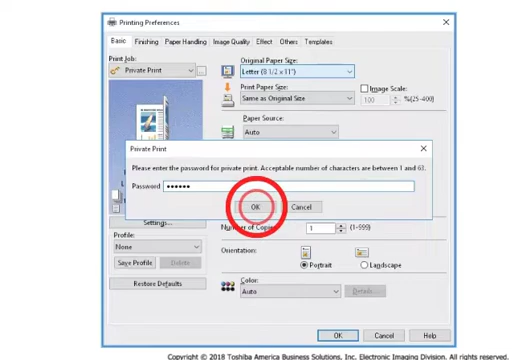 Printing Preferences
Basic Finishing Paper Handling Image Quality Effect Others Templates
Print Job:
Private Print
...
Original Paper Size:
Letter (8 1/2 x 11")
Print Paper Size:
Same as Original Size
Image Scale:
100 %(25-400)
Paper Source:
Auto
Private Print
Please enter the password for private print. Acceptable number of characters are between 1 and 63.
Password ••••••
OK Cancel
Settings...
Number of Copies: 1 (1-999)
Profile:
None
Save Profile Delete
Restore Defaults
Orientation:
Portrait Landscape
Color:
Auto Details...
OK Cancel Help
Copyright © 2018 Toshiba America Business Solutions, Inc. Electronic Imaging Division. All rights reserved.